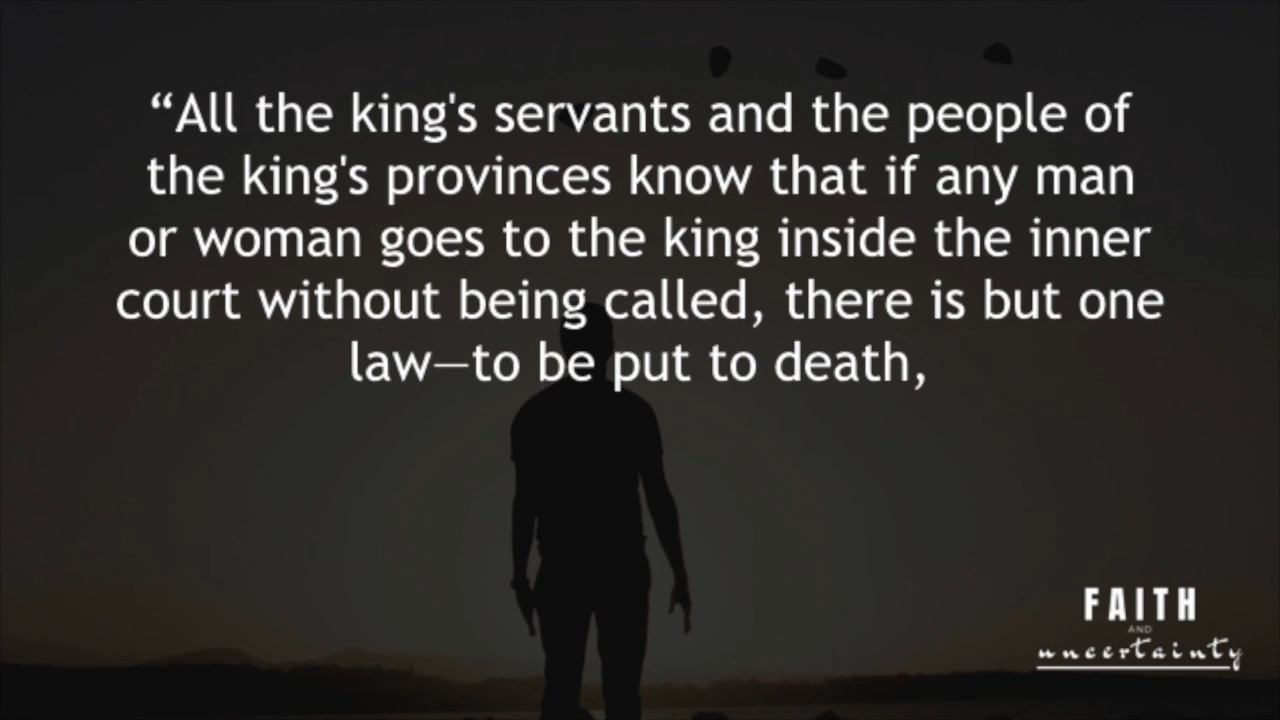 “All the king's servants and the people of
the king's provinces know that if any man
or woman goes to the king inside the inner
court without being called, there is but one
law—to be put to death,
FAITH
AND
uncertainty